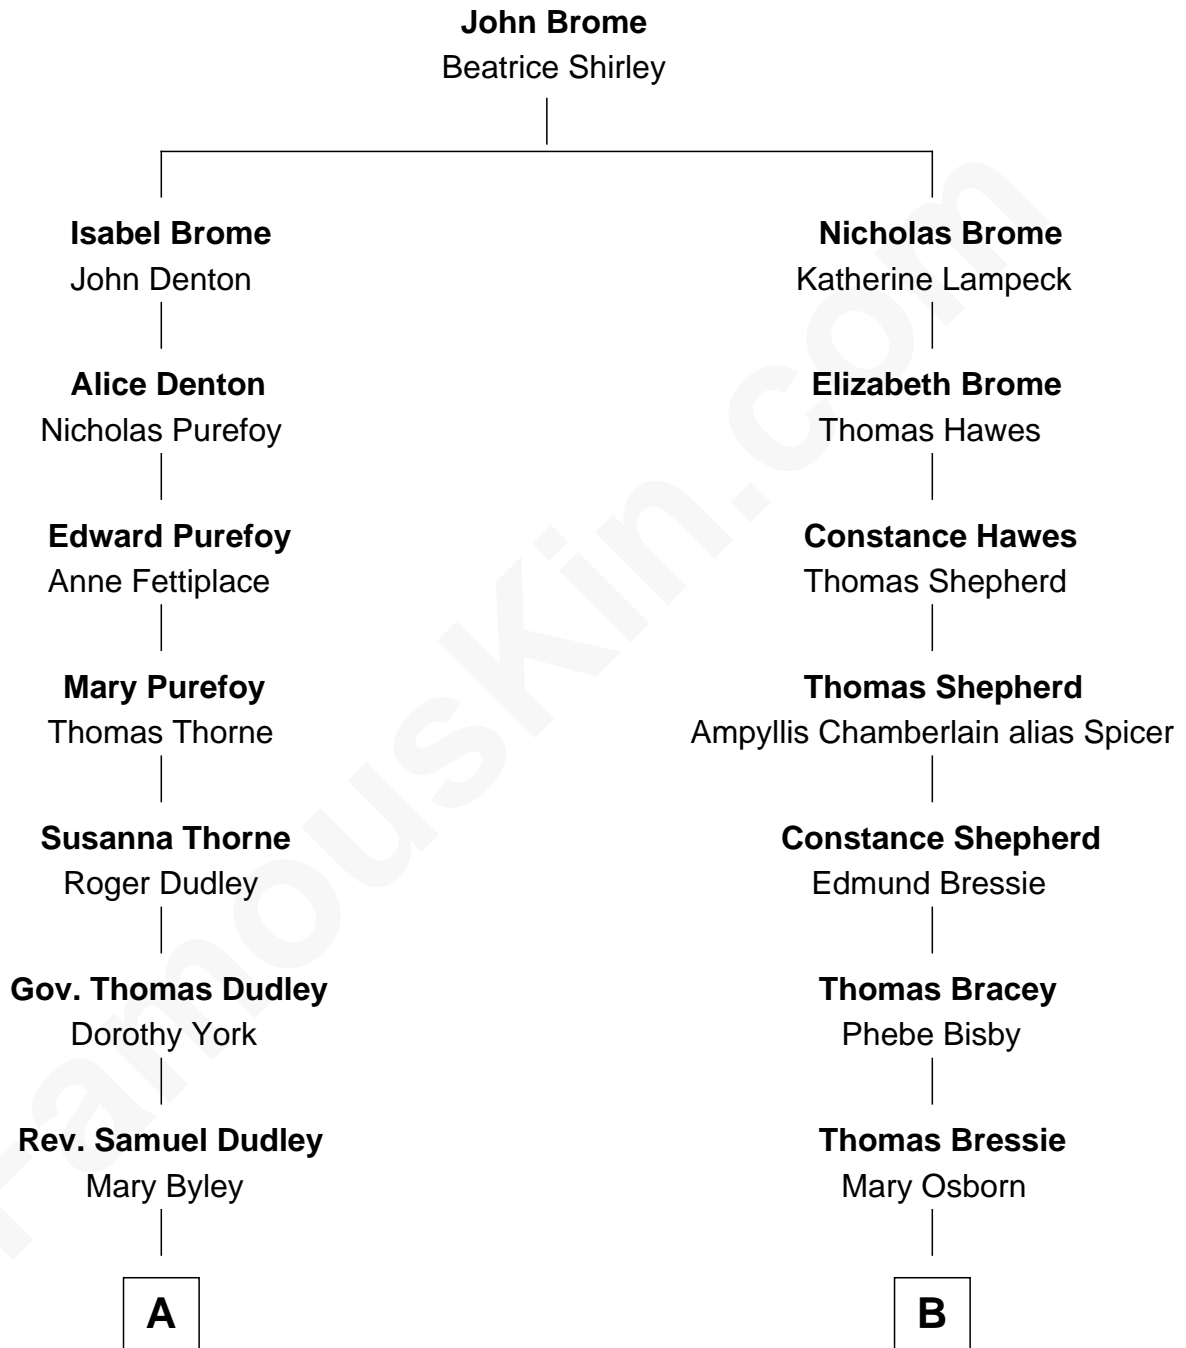 John Brome
Beatrice Shirley
Isabel Brome
John Denton
Alice Denton
Nicholas Purefoy
Edward Purefoy
Anne Fettiplace
Mary Purefoy
Thomas Thorne
Susanna Thorne
Roger Dudley
Gov. Thomas Dudley
Dorothy York
Rev. Samuel Dudley
Mary Byley
A
Nicholas Brome
Katherine Lampeck
Elizabeth Brome
Thomas Hawes
Constance Hawes
Thomas Shepherd
Thomas Shepherd
Ampyllis Chamberlain alias Spicer
Constance Shepherd
Edmund Bressie
Thomas Bracey
Phebe Bisby
Thomas Bressie
Mary Osborn
B
FamousKin.com